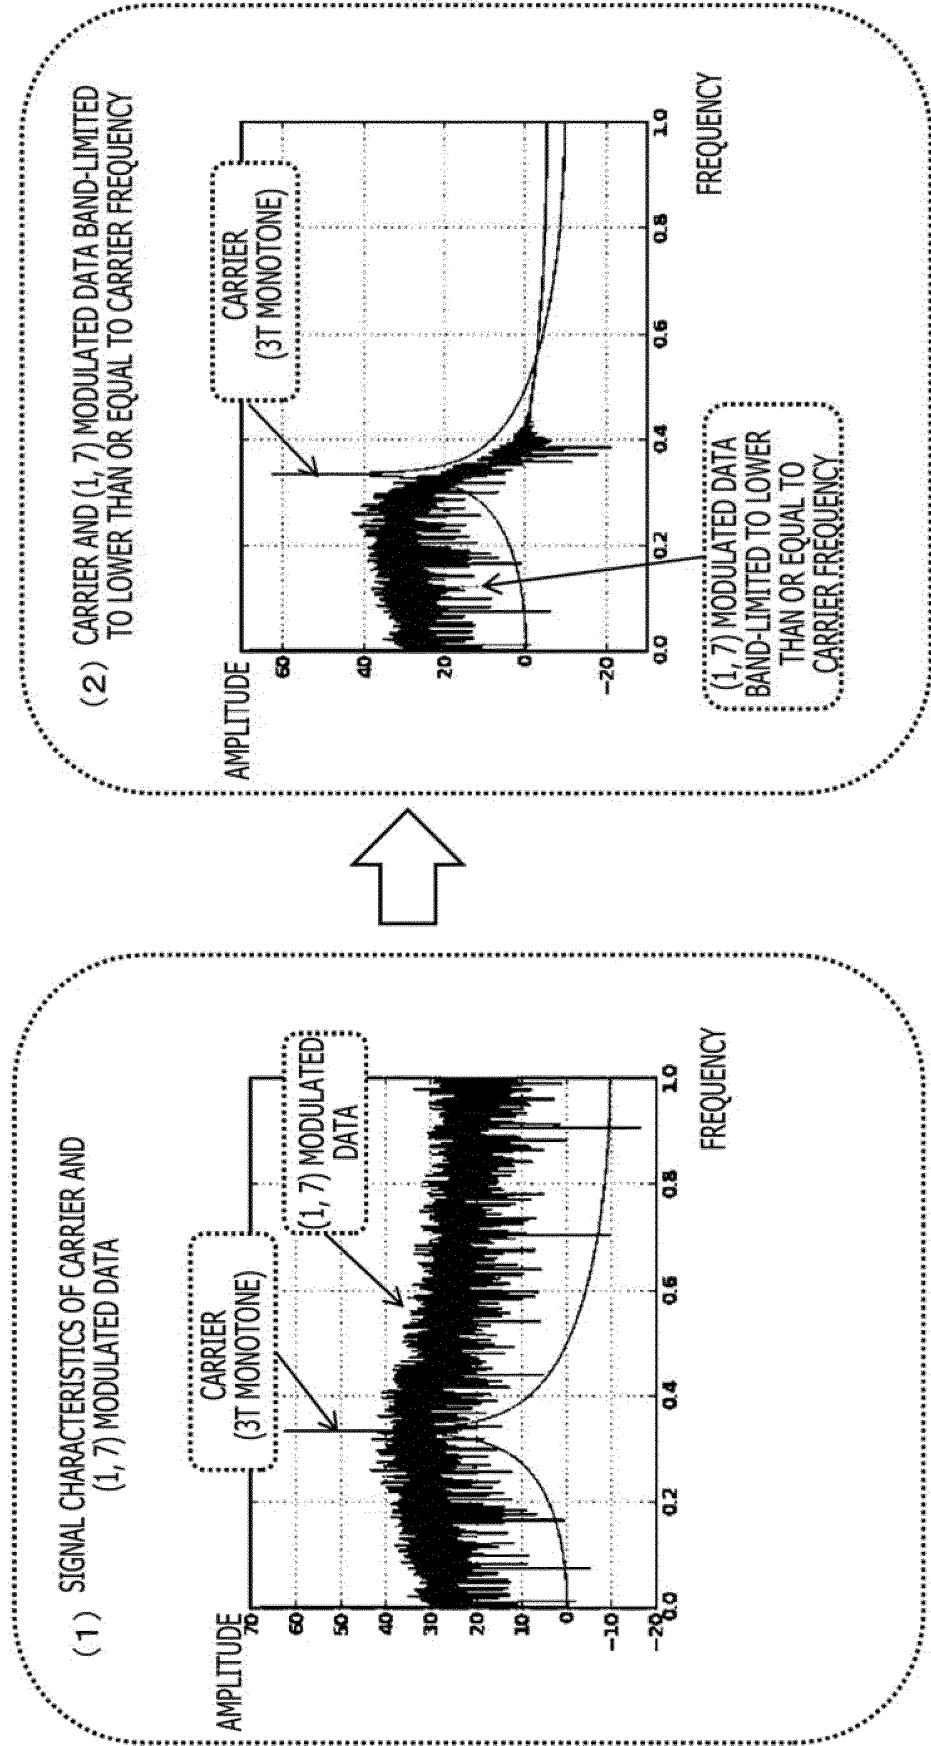 (1) SIGNAL CHARACTERISTICS OF CARRIER AND
(1, 7) MODULATED DATA
AMPLITUDE
CARRIER
(3T MONOTONE)
(1, 7) MODULATED
DATA
70
60
50
40
30
20
10
0
-10
-20
0.0 0.2 0.4 0.6 0.8 1.0
FREQUENCY
(2) CARRIER AND (1, 7) MODULATED DATA BAND-LIMITED
TO LOWER THAN OR EQUAL TO CARRIER FREQUENCY
AMPLITUDE
CARRIER
(3T MONOTONE)
60
40
20
0
-20
0.0 0.2 0.4 0.6 0.8 1.0
FREQUENCY
(1, 7) MODULATED DATA
BAND-LIMITED TO LOWER
THAN OR EQUAL TO
CARRIER FREQUENCY